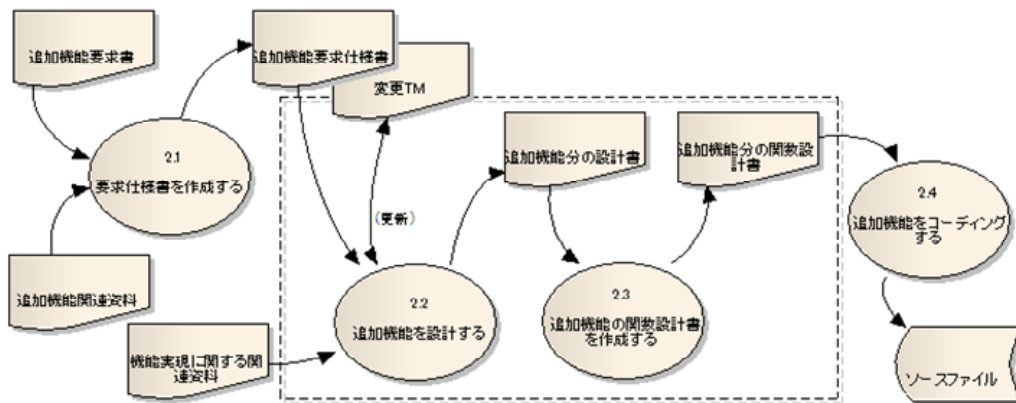 追加機能要求書
追加機能要求仕様書
変更TM
2.1
要求仕様書を作成する
追加機能分の設計書
追加機能分の関数設
計書
2.4
追加機能をコーディング
する
(更新)
追加機能関連資料
2.2
追加機能を設計する
2.3
追加機能の関数設計書
を作成する
機能実現に関する関
連資料
ソースファイル